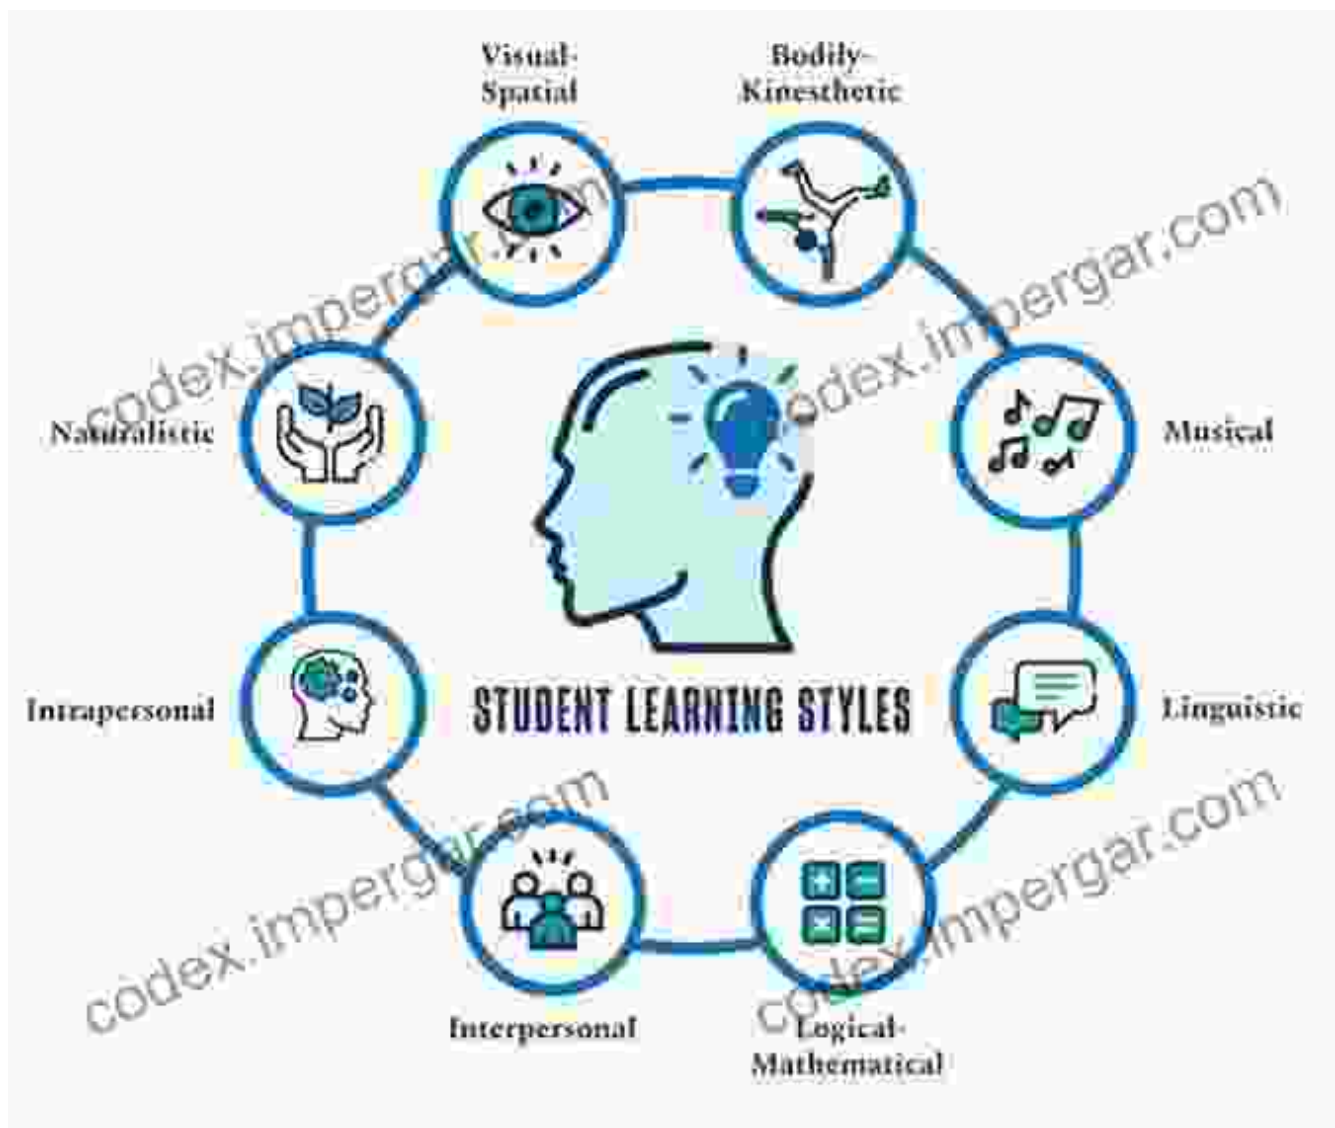 Visual-
Spatial
Bodily-
Kinesthetic
codex.impergar.com
codex.impergar.com
Naturalistic
Musical
Intrapersonal
STUDENT LEARNING STYLES
Linguistic
codex.impergar.com
codex.impergar.com
Interpersonal
Logical-
Mathematical